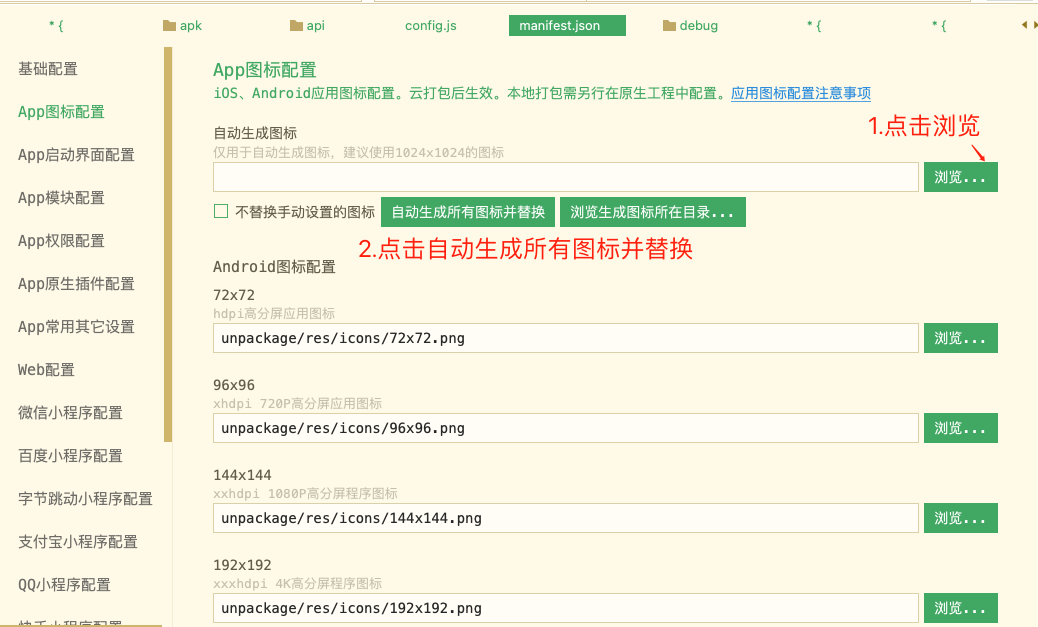 * {
apk
api
config.js
manifest.json
debug
* {
* {
基础配置
App图标配置
App启动界面配置
App模块配置
App权限配置
App原生插件配置
App常用其它设置
Web配置
微信小程序配置
百度小程序配置
字节跳动小程序配置
支付宝小程序配置
QQ小程序配置
快手小程序配置
App图标配置
iOS、Android应用图标配置。云打包后生效。本地打包需另行在原生工程中配置。应用图标配置注意事项
1.点击浏览
自动生成图标
仅用于自动生成图标，建议使用1024x1024的图标
浏览...
不替换手动设置的图标
自动生成所有图标并替换
浏览生成图标所在目录...
2.点击自动生成所有图标并替换
Android图标配置
72x72
hdpi高分屏应用图标
unpackage/res/icons/72x72.png
浏览...
96x96
xhdpi 720P高分屏应用图标
unpackage/res/icons/96x96.png
浏览...
144x144
xxhdpi 1080P高分屏程序图标
unpackage/res/icons/144x144.png
浏览...
192x192
xxxhdpi 4K高分屏程序图标
unpackage/res/icons/192x192.png
浏览...